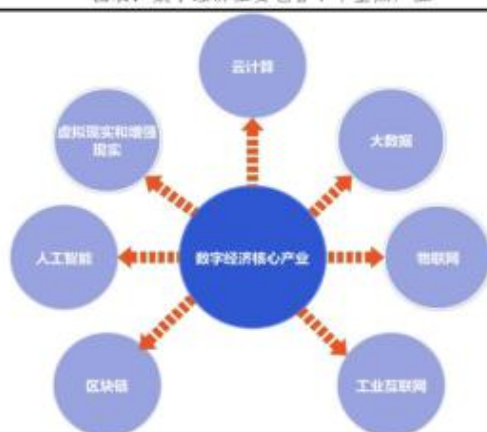 云计算
虚拟现实和增强
现实
大数据
人工智能
数字经济核心产业
物联网
区块链
工业互联网